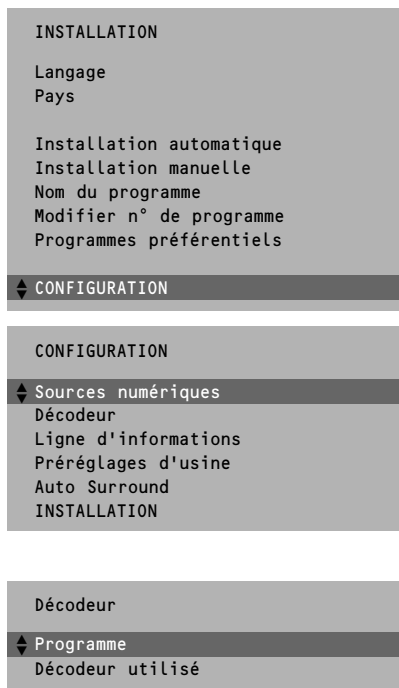 INSTALLATION
Langage
Pays
Installation automatique
Installation manuelle
Nom du programme
Modifier n° de programme
Programmes préférentiels
CONFIGURATION
CONFIGURATION
Sources numériques
Décodeur
Ligne d'informations
Préréglages d'usine
Auto Surround
INSTALLATION
Décodeur
Programme
Décodeur utilisé